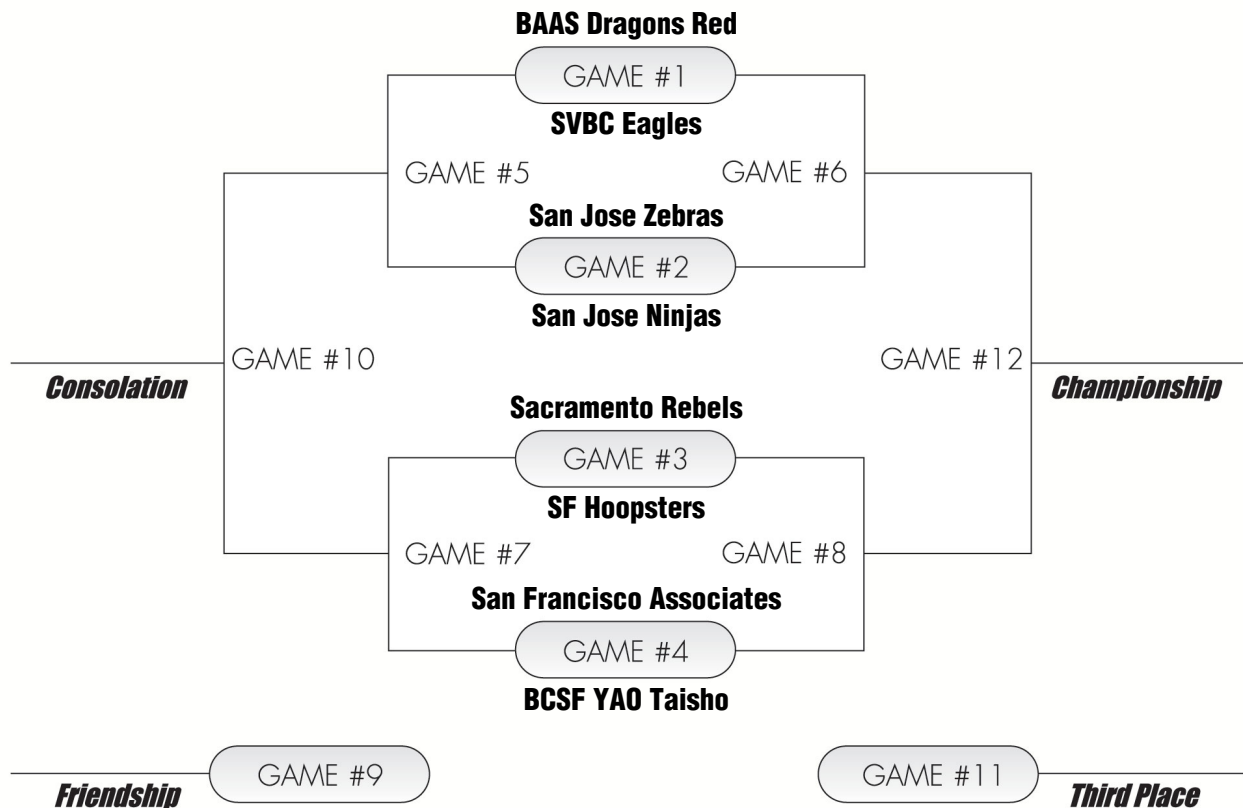 BAAS Dragons Red
GAME #1
SVBC Eagles
GAME #5
GAME #6
San Jose Zebras
GAME #2
San Jose Ninjas
GAME #10
GAME #12
Consolation
Championship
Sacramento Rebels
GAME #3
SF Hoopsters
GAME #7
GAME #8
San Francisco Associates
GAME #4
BCSF YAO Taisho
GAME #9
GAME #11
Friendship
Third Place